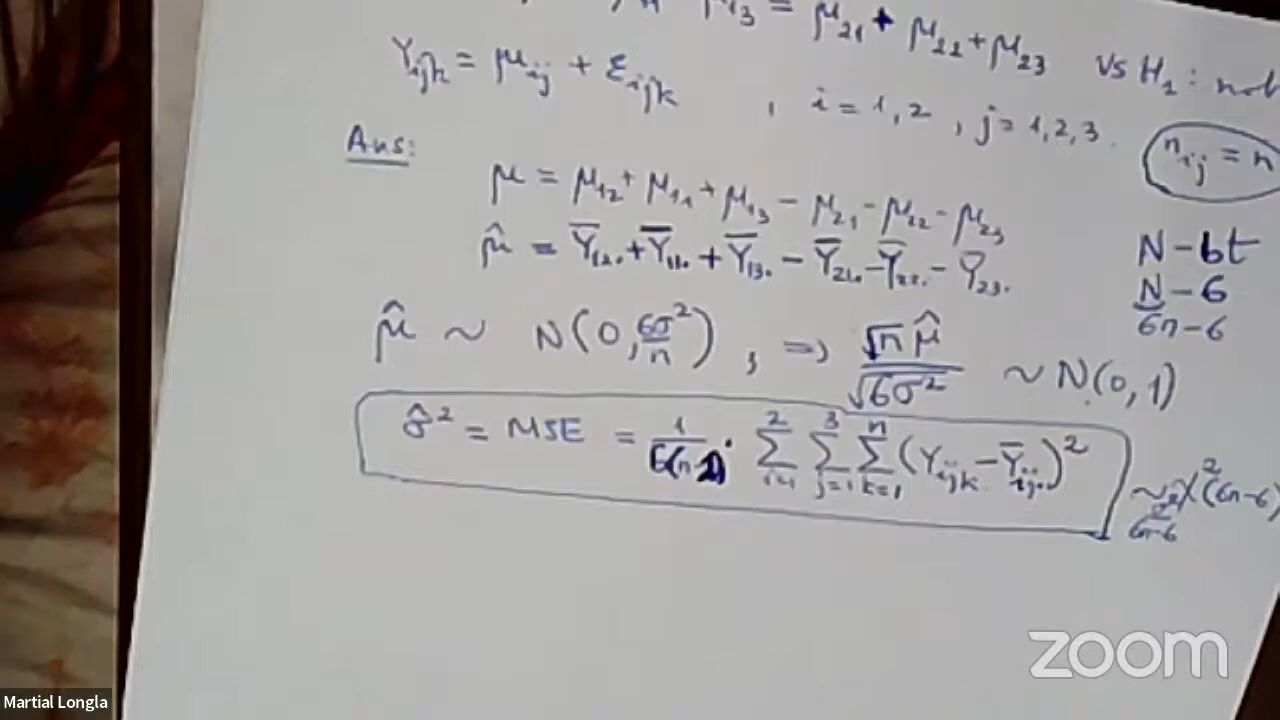 μ₁₃ = μ₂₁ + μ₂₂ + μ₂₃ vs H₁: not
Yᵢⱼₖ = μᵢⱼ + εᵢⱼₖ , i = 1, 2 , j = 1, 2, 3.
nᵢⱼ = n
Ans:
μ = μ₁₂ + μ₁₁ + μ₁₃ - μ₂₁ - μ₂₂ - μ₂₃
μ̂ = Ȳ₁₂. + Ȳ₁₁. + Ȳ₁₃. - Ȳ₂₁. - Ȳ₂₂. - Ȳ₂₃.
N - bt
N - 6
6n - 6
μ̂ ~ N(0, 6σ²/n) , => √n μ̂ / √6σ² ~ N(0, 1)
σ̂² = MSE = 1/6(n-1) · Σᵢ₌₁² Σⱼ₌₁³ Σₖ₌₁ⁿ (Yᵢⱼₖ - Ȳᵢⱼ.)²
~ σ²/6n-6 χ²(6n-6)
zoom
Martial Longla